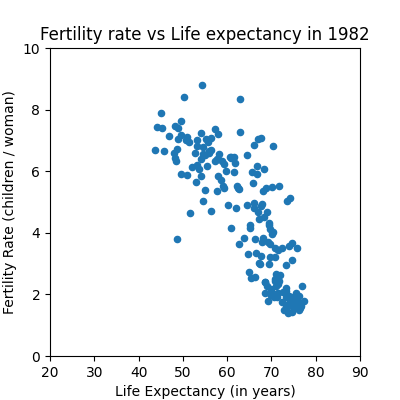 Fertility rate vs Life expectancy in 1982
10
8
6
4
2
0
Fertility Rate (children / woman)
20 30 40 50 60 70 80 90
Life Expectancy (in years)